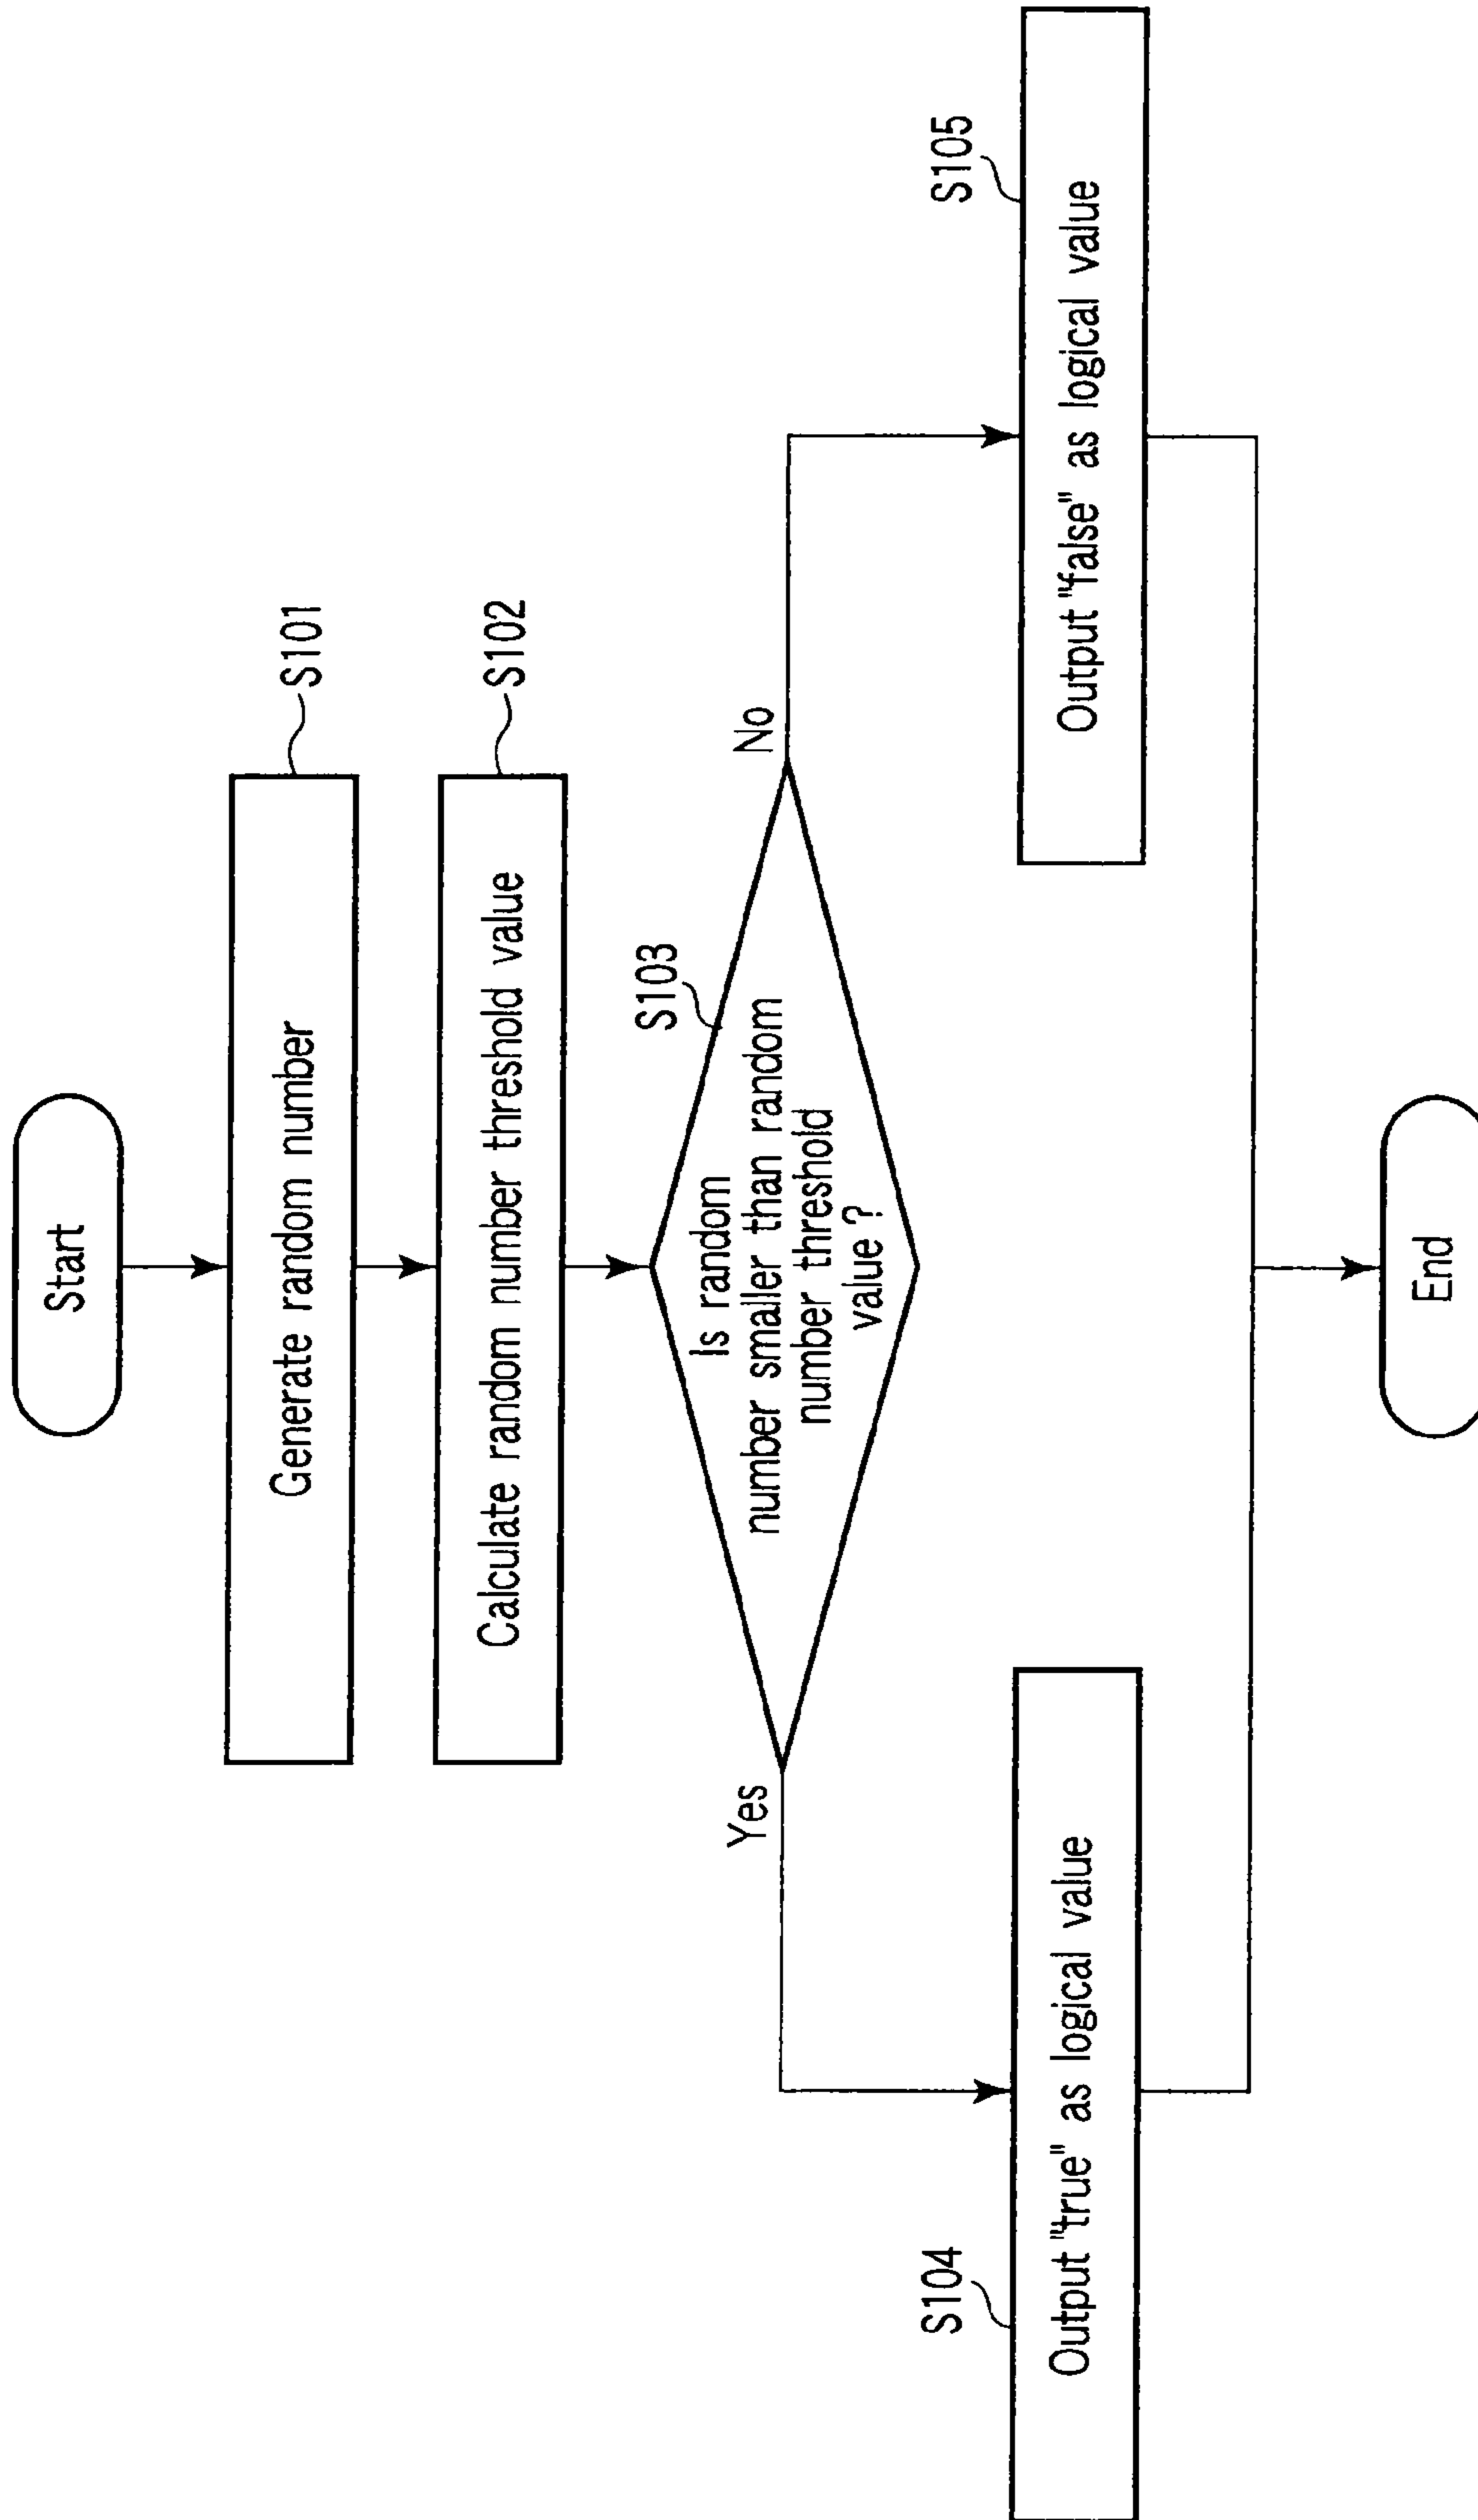 Start
Generate random number
S101
Calculate random number threshold value
S102
S103
Is random
number smaller than random
number threshold
value?
Yes
No
S104
Output "true" as logical value
S105
Output "false" as logical value
End